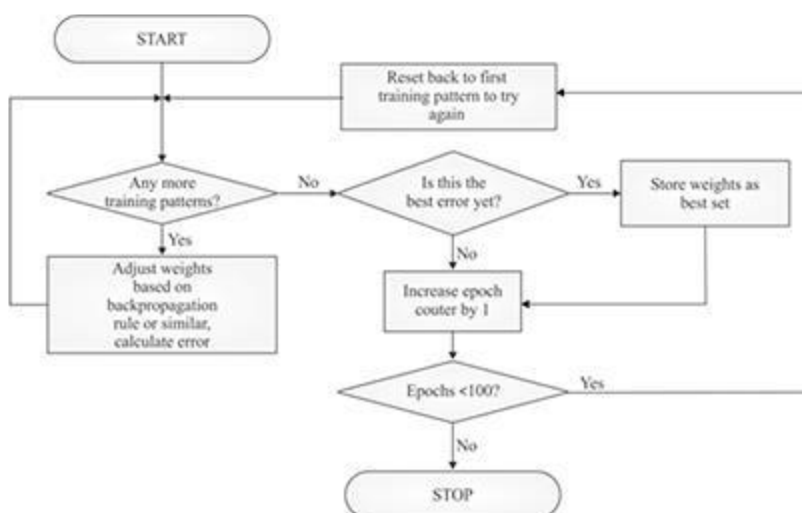 START
Reset back to first
training pattern to try
again
Any more
training patterns?
No
Is this the
best error yet?
Yes
Store weights as
best set
Yes
No
Adjust weights
based on
backpropagation
rule or similar,
calculate error
Increase epoch
couter by 1
Epochs <100?
Yes
No
STOP